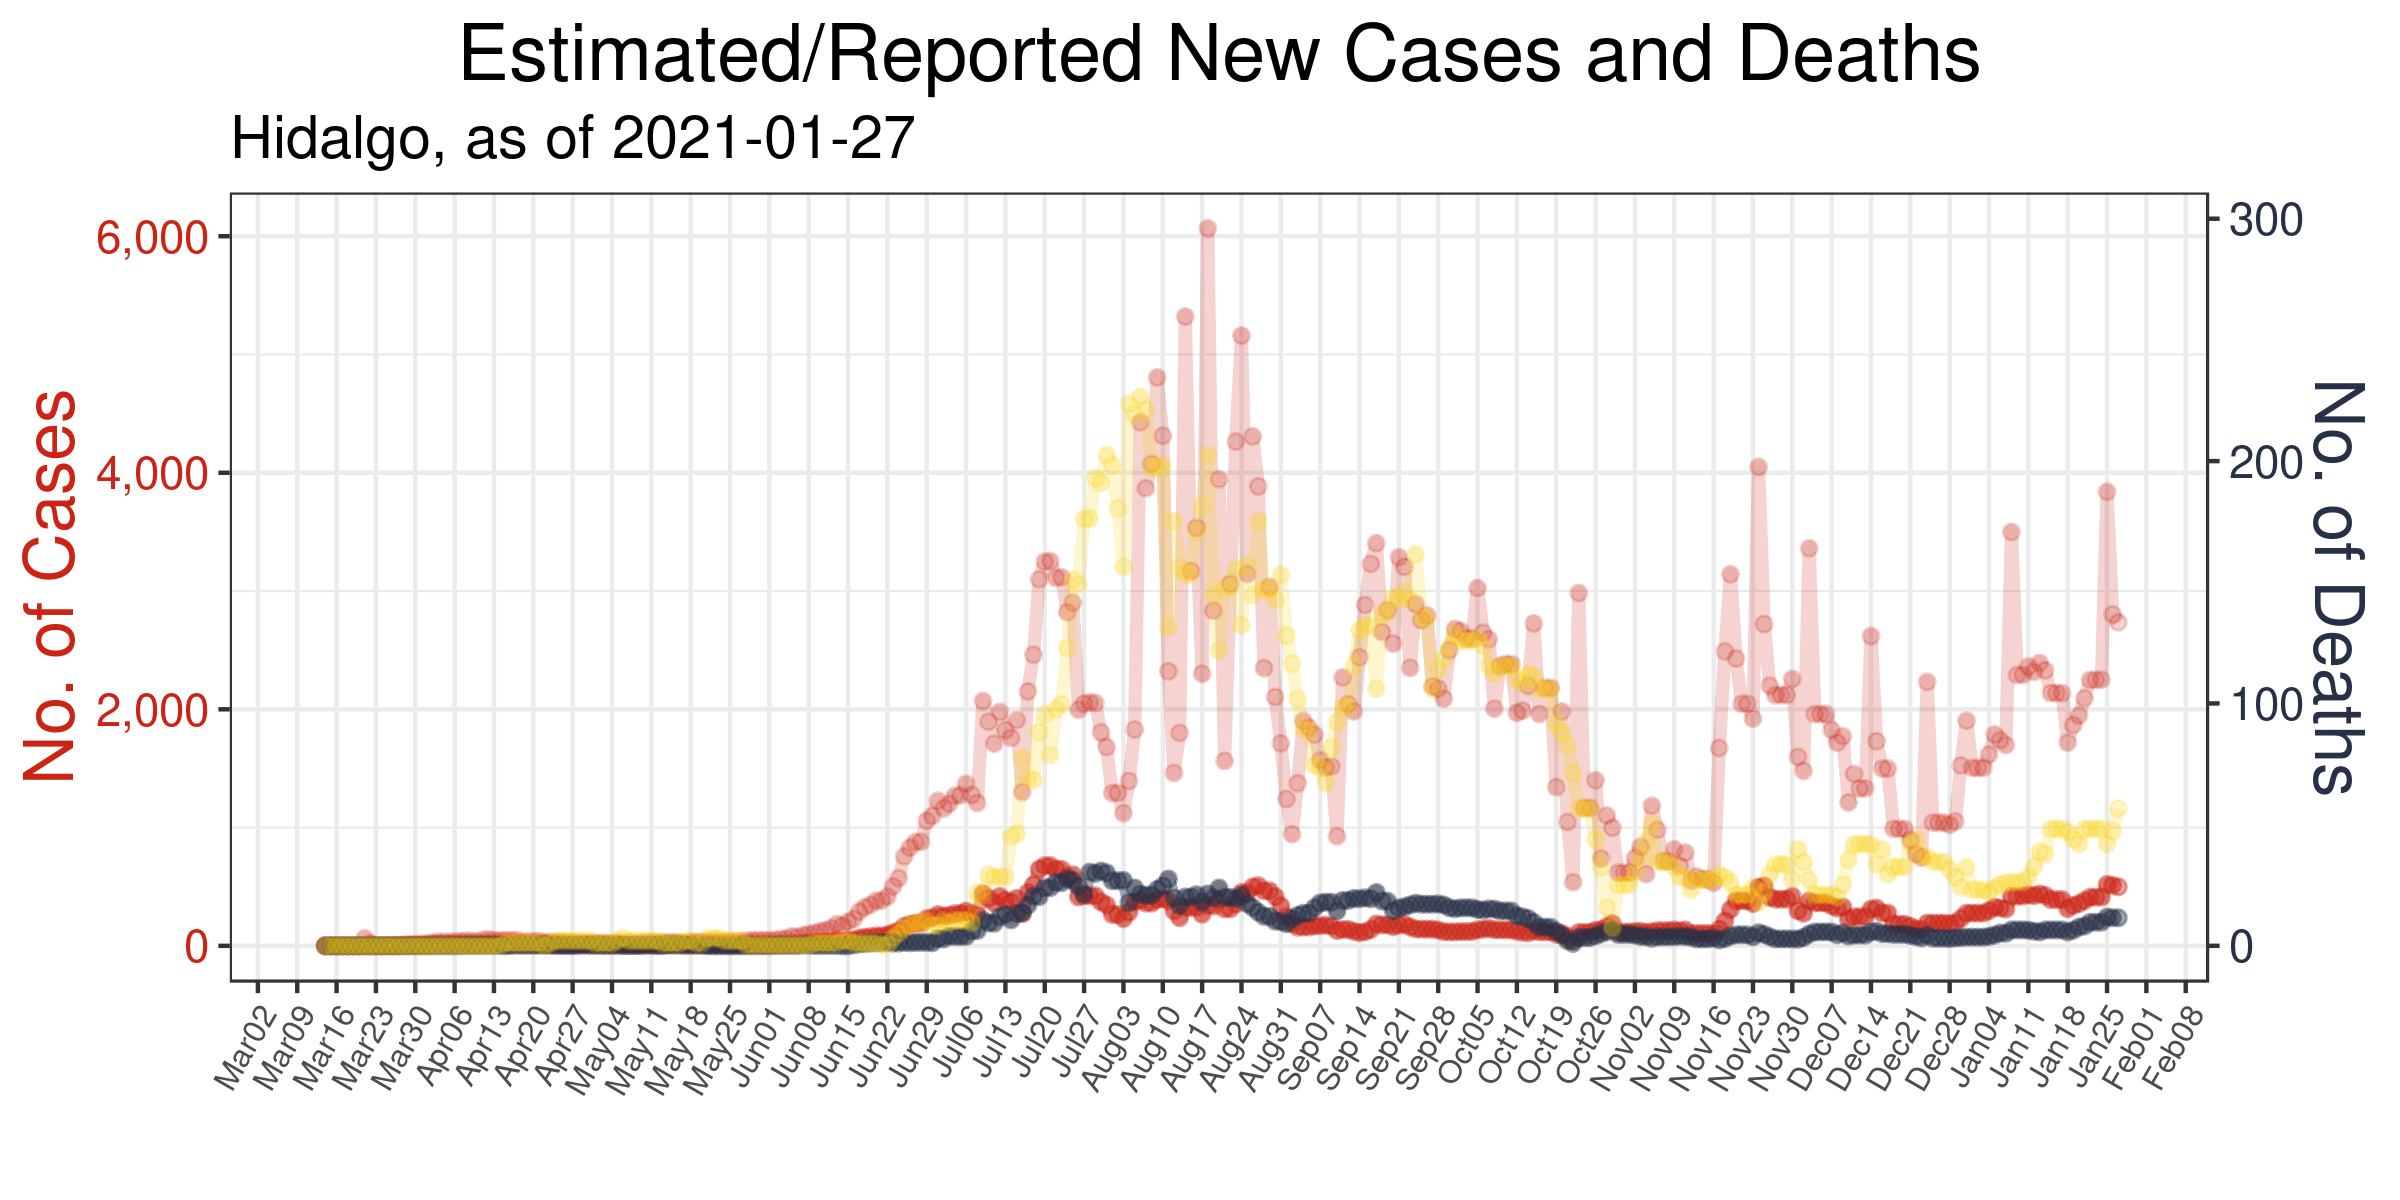 Estimated/Reported New Cases and Deaths
Hidalgo, as of 2021-01-27
No. of Cases
6,000
4,000
2,000
0
300
200
100
0
No. of Deaths
Mar02
Mar09
Mar16
Mar23
Mar30
Apr06
Apr13
Apr20
Apr27
May04
May11
May18
May25
Jun01
Jun08
Jun15
Jun22
Jun29
Jul06
Jul13
Jul20
Jul27
Aug03
Aug10
Aug17
Aug24
Aug31
Sep07
Sep14
Sep21
Sep28
Oct05
Oct12
Oct19
Oct26
Nov02
Nov09
Nov16
Nov23
Nov30
Dec07
Dec14
Dec21
Dec28
Jan04
Jan11
Jan18
Jan25
Feb01
Feb08